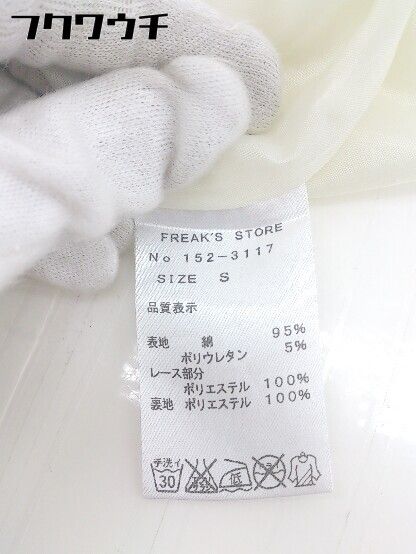 フクワウチ
FREAK'S STORE
No 152-3117
SIZE S
品質表示
表地 綿 95%
ポリウレタン 5%
レース部分
ポリエステル 100%
裏地 ポリエステル 100%
手洗イ
30
低